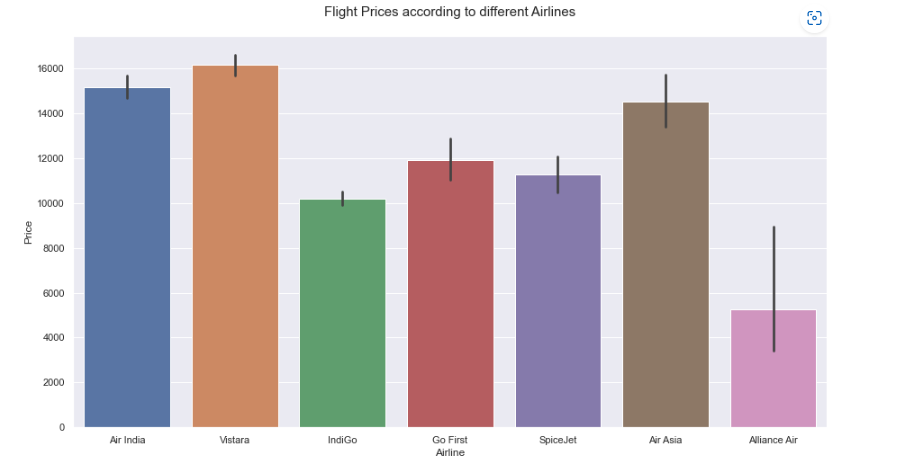 Flight Prices according to different Airlines
16000
14000
12000
10000
8000
6000
4000
2000
0
Price
Air India
Vistara
IndiGo
Go First
SpiceJet
Air Asia
Alliance Air
Airline